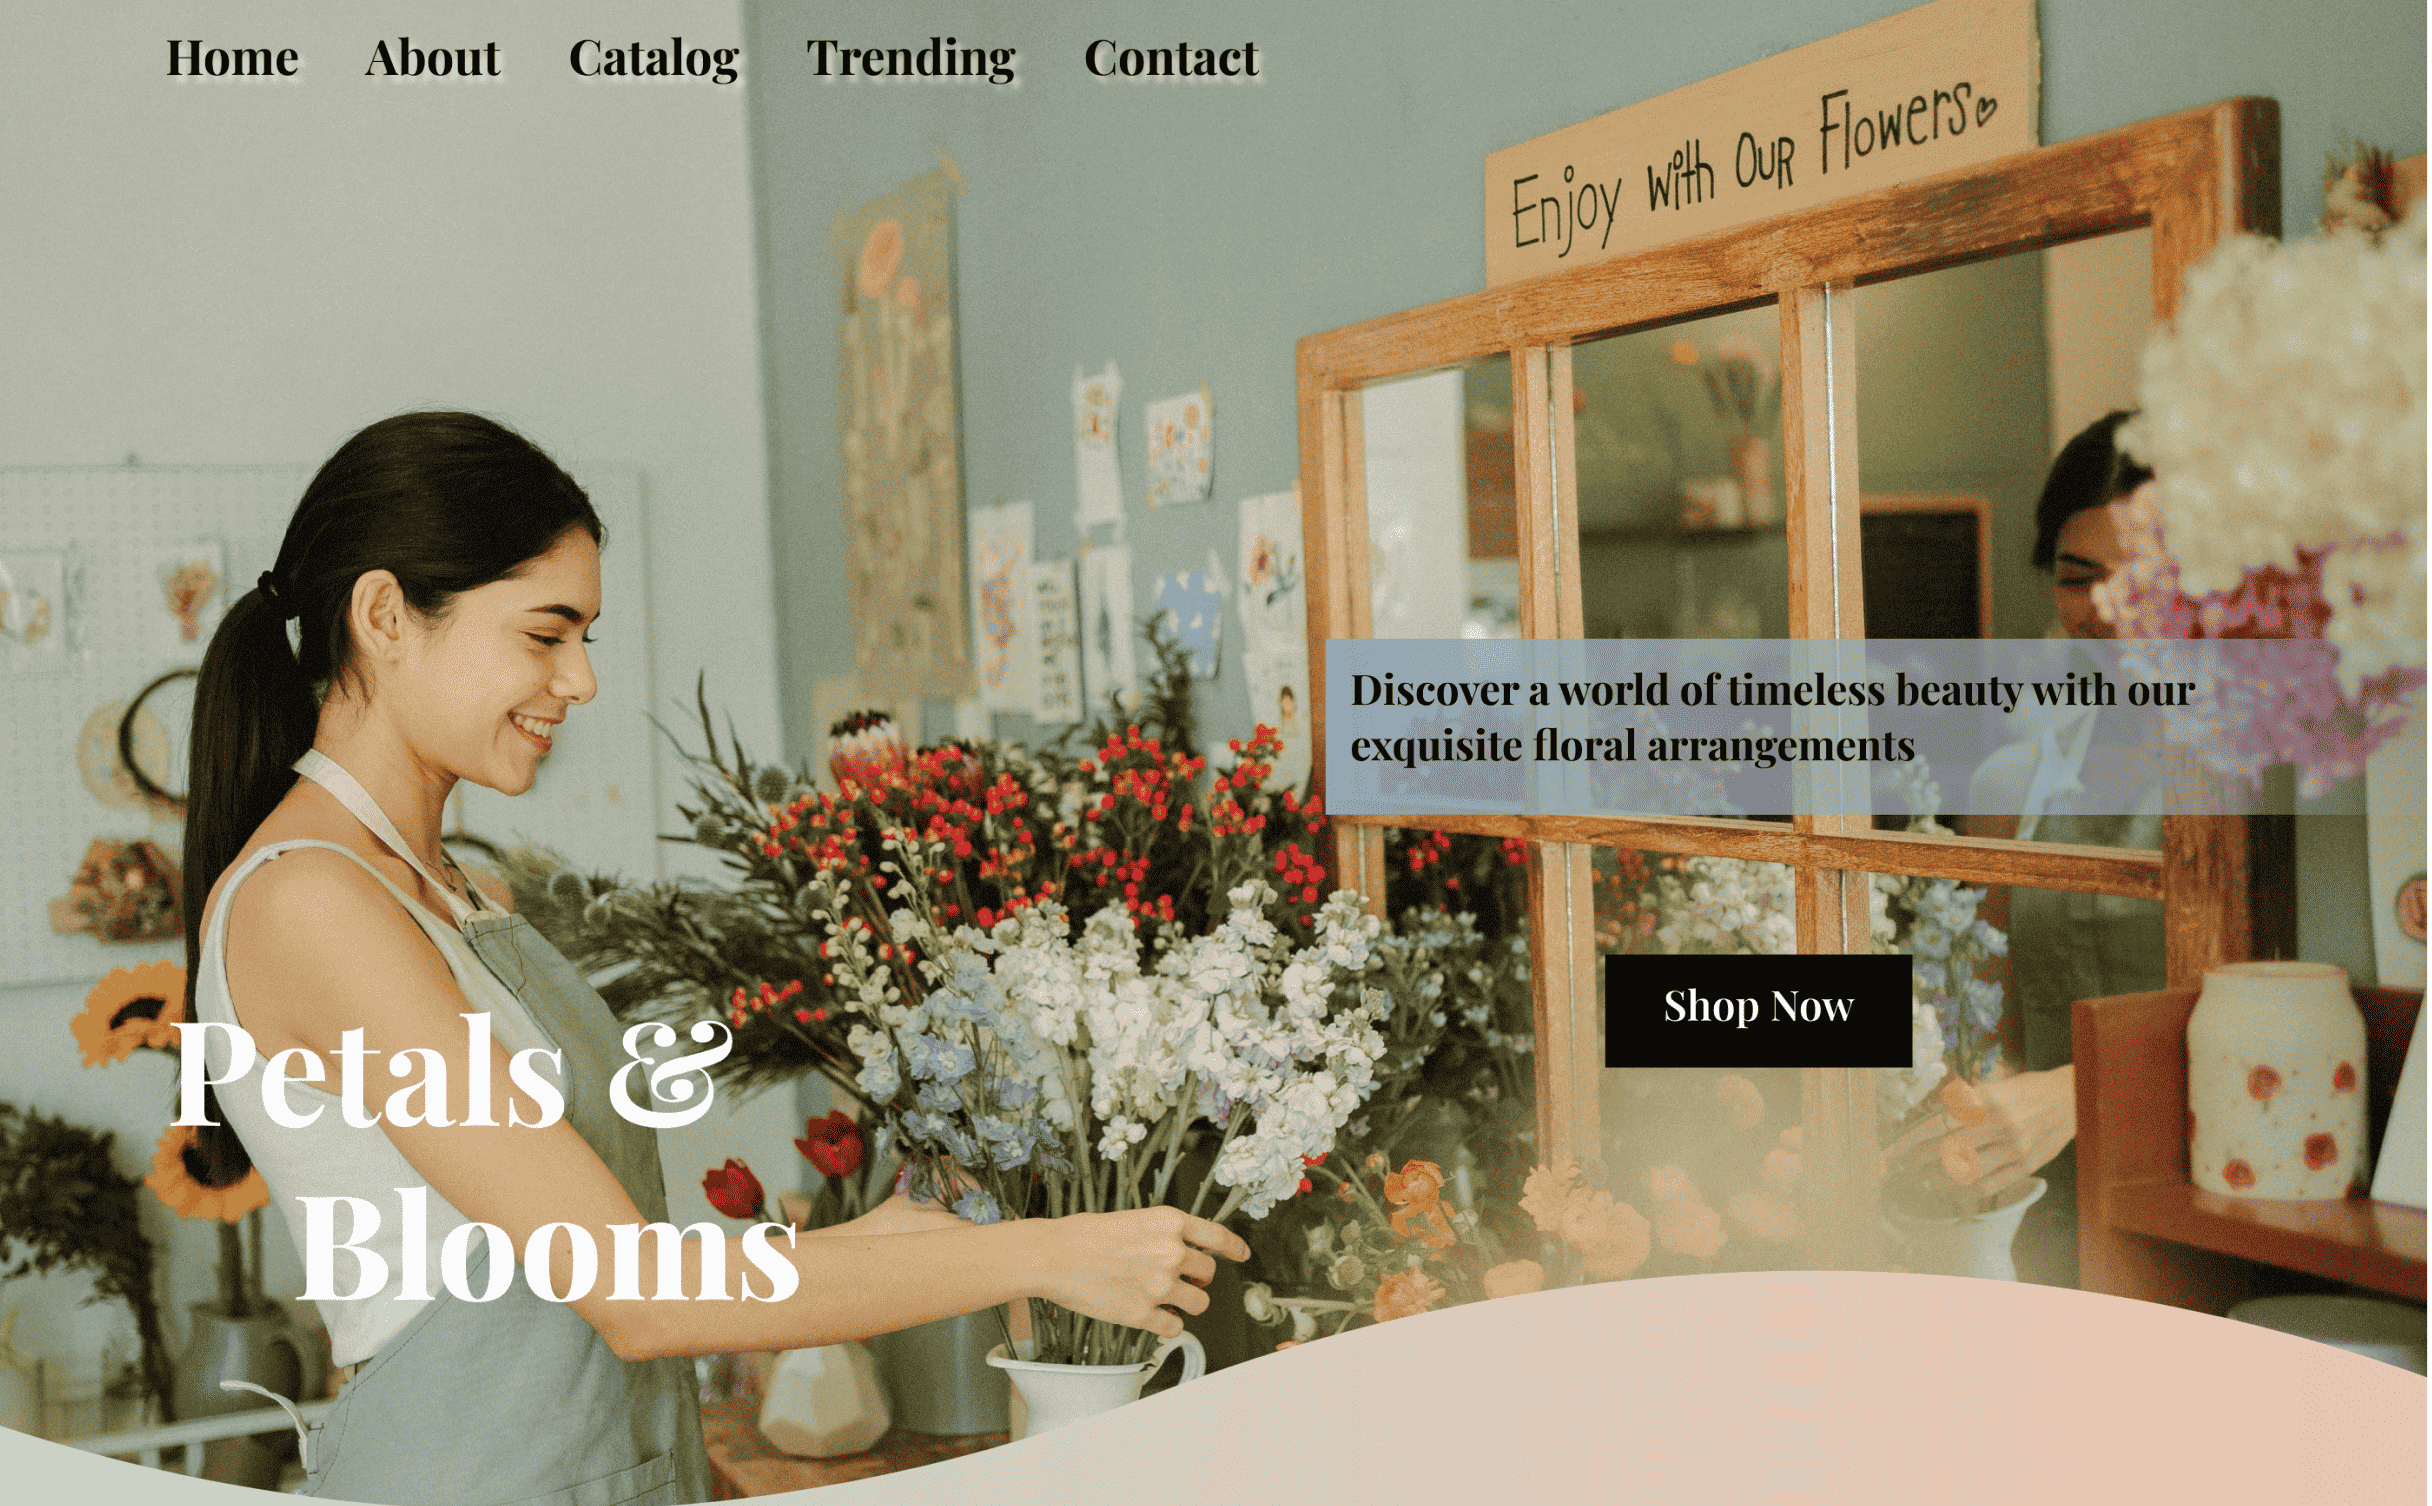 Home About Catalog Trending Contact
Enjoy with Our Flowers
Discover a world of timeless beauty with our
exquisite floral arrangements
Shop Now
Petals &
Blooms